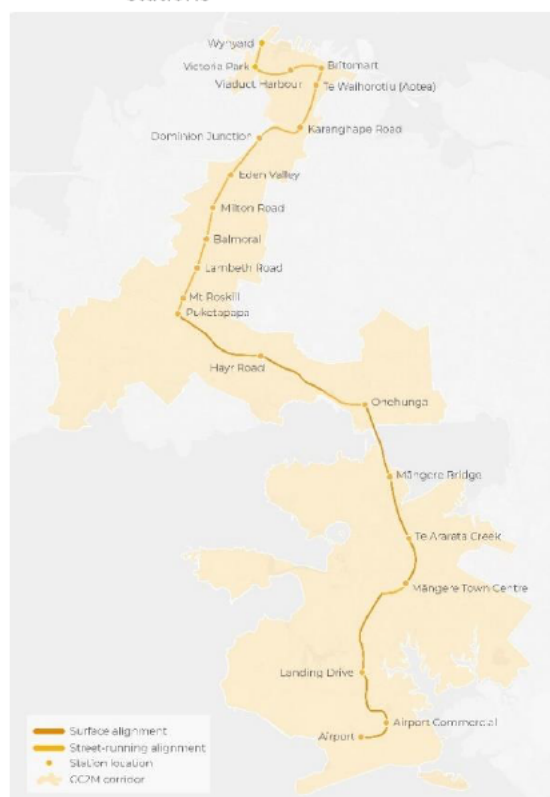 Wynyard
Victoria Park
Britomart
Viaduct Harbour
Te Waihorotiu (Aotea)
Karanghape Road
Dominion Junction
Eden Valley
Milton Road
Balmoral
Lambeth Road
Mt Roskill
Puketapapa
Hayr Road
Onehunga
Māngere Bridge
Te Ararata Creek
Māngere Town Centre
Landing Drive
Airport Commercial
Airport
Surface alignment
Street-running alignment
Station location
CC2M corridor